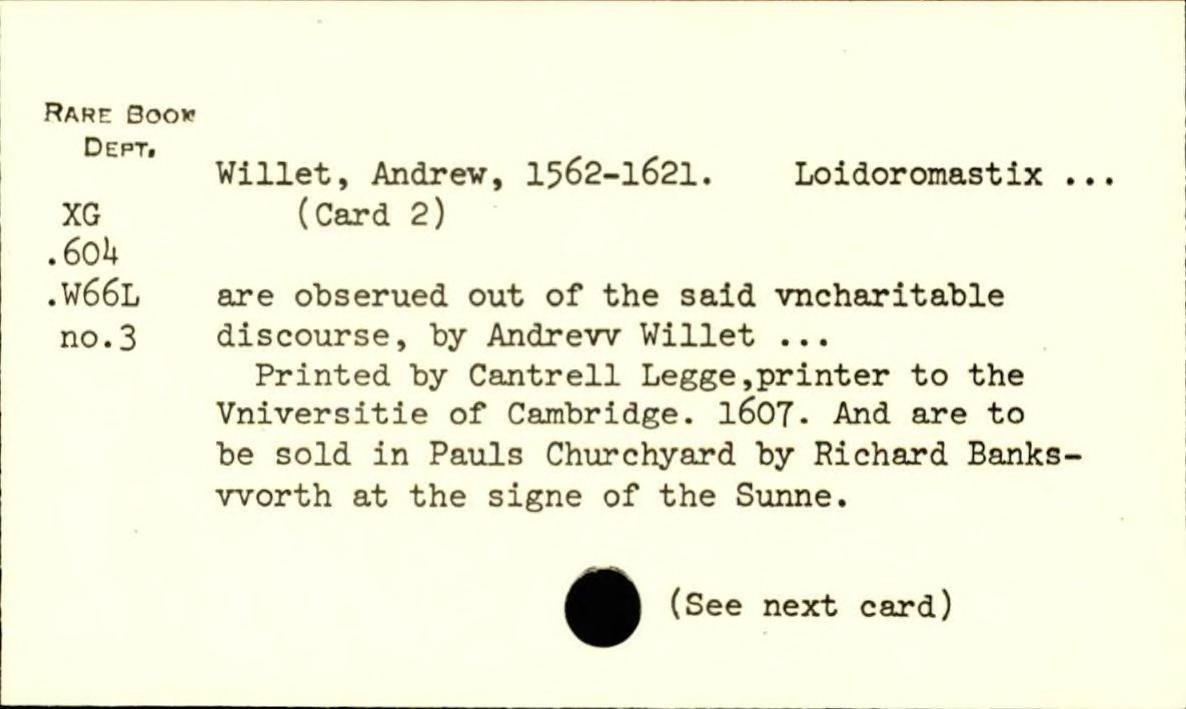 RARE BOOK
DEPT.
Willet, Andrew, 1562-1621. Loidoromastix ...
XG (Card 2)
.604
.W66L are obserued out of the said vncharitable
no.3 discourse, by Andrevv Willet ...
Printed by Cantrell Legge,printer to the
Vniversitie of Cambridge. 1607. And are to
be sold in Pauls Churchyard by Richard Banks-
vvorth at the signe of the Sunne.
(See next card)